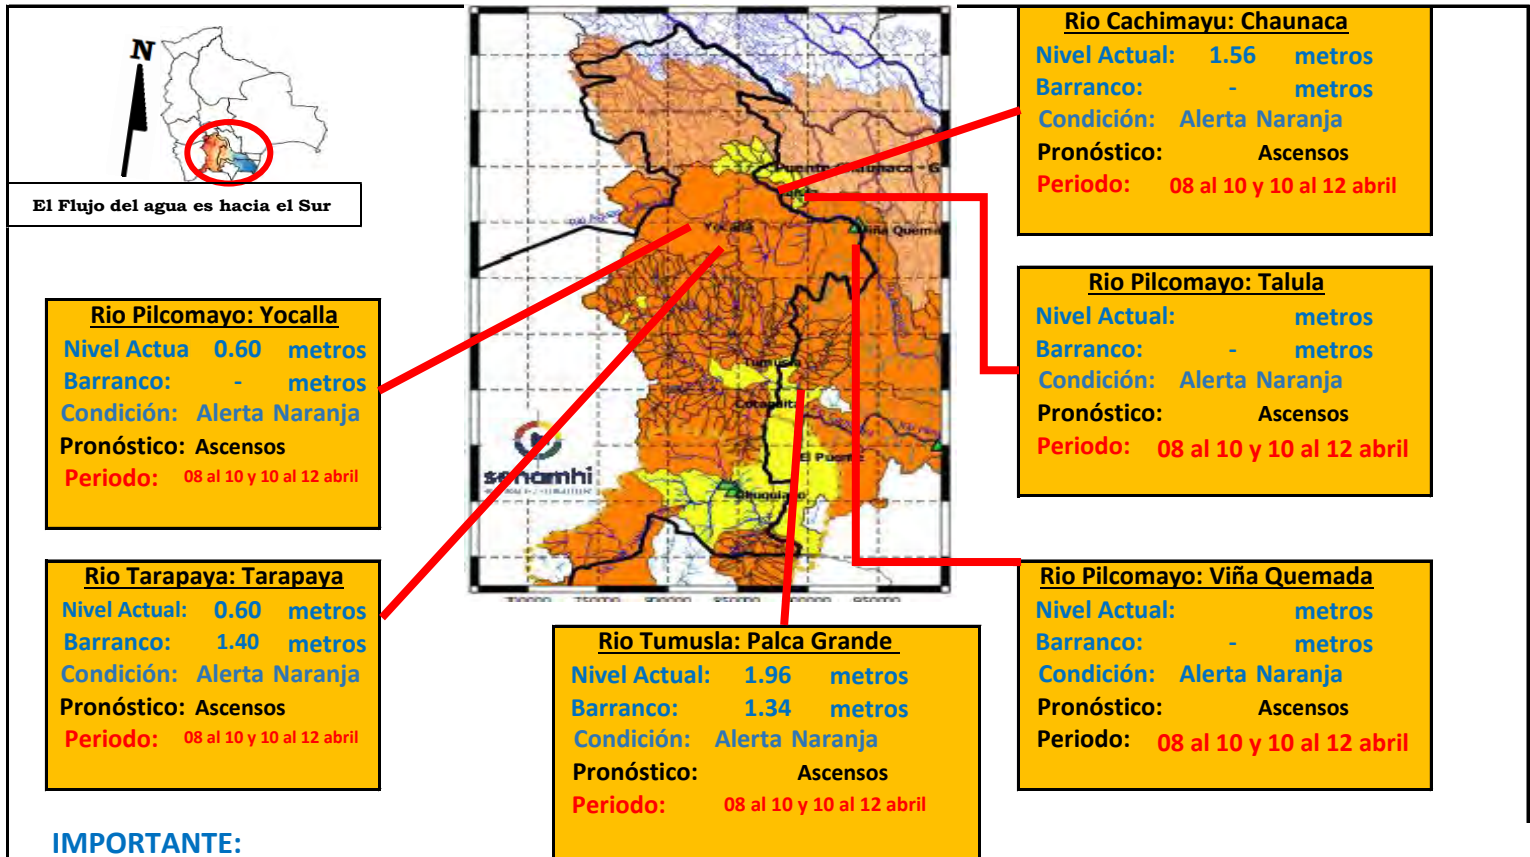 N
El Flujo del agua es hacia el Sur
Rio Cachimayu: Chaunaca
Nivel Actual: 1.56 metros
Barranco: - metros
Condición: Alerta Naranja
Pronóstico: Ascensos
Periodo: 08 al 10 y 10 al 12 abril
Rio Pilcomayo: Talula
Nivel Actual: metros
Barranco: - metros
Condición: Alerta Naranja
Pronóstico: Ascensos
Periodo: 08 al 10 y 10 al 12 abril
Rio Pilcomayo: Yocalla
Nivel Actua 0.60 metros
Barranco: - metros
Condición: Alerta Naranja
Pronóstico: Ascensos
Periodo: 08 al 10 y 10 al 12 abril
Puente Chaunaca - G
Yocalla
Viña Quema
Tumusla
Cotagaita
El Puente
Chuquiago
senamhi
Rio Tarapaya: Tarapaya
Nivel Actual: 0.60 metros
Barranco: 1.40 metros
Condición: Alerta Naranja
Pronóstico: Ascensos
Periodo: 08 al 10 y 10 al 12 abril
Rio Tumusla: Palca Grande
Nivel Actual: 1.96 metros
Barranco: 1.34 metros
Condición: Alerta Naranja
Pronóstico: Ascensos
Periodo: 08 al 10 y 10 al 12 abril
Rio Pilcomayo: Viña Quemada
Nivel Actual: metros
Barranco: - metros
Condición: Alerta Naranja
Pronóstico: Ascensos
Periodo: 08 al 10 y 10 al 12 abril
IMPORTANTE: